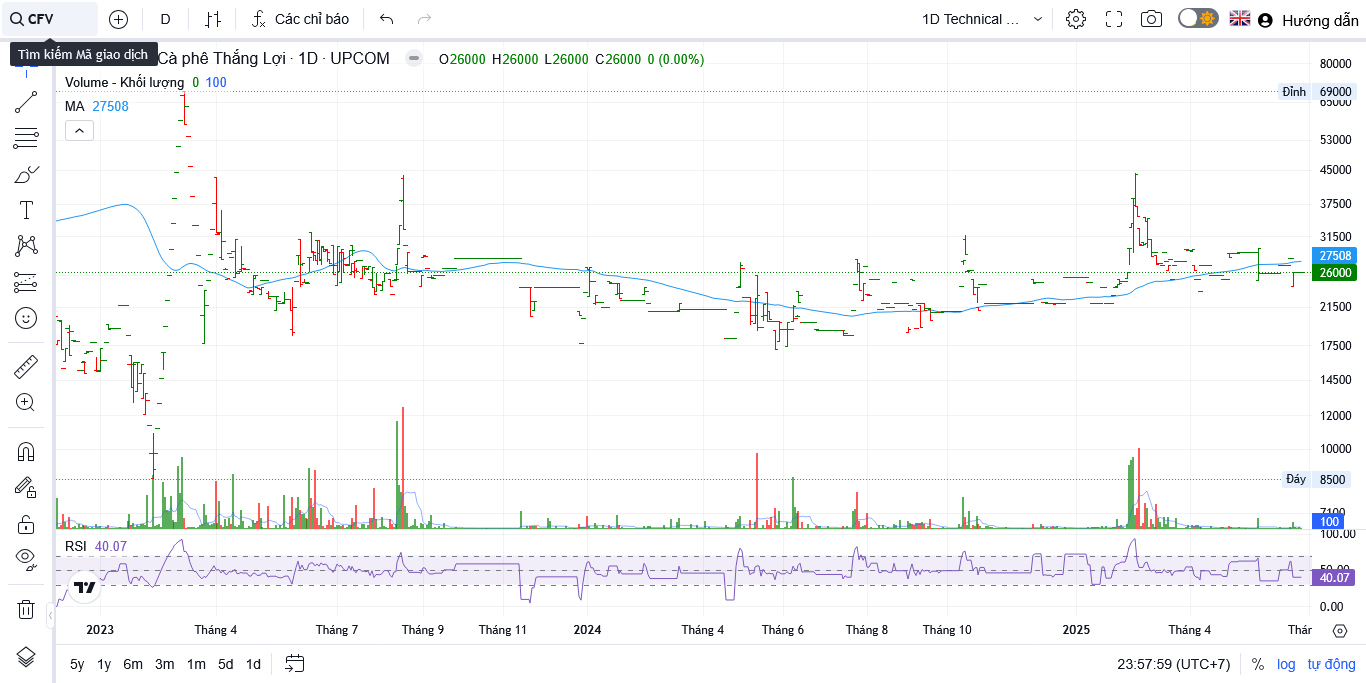 CFV D Các chỉ báo 1D Technical ... Hướng dẫn
Tìm kiếm Mã giao dịch
Cà phê Thắng Lợi · 1D · UPCOM O26000 H26000 L26000 C26000 0 (0.00%)
Volume - Khối lượng 0 100
MA 27508
80000
Đỉnh 69000
65000
53000
45000
37500
31500
27508
26000
21500
17500
14500
12000
10000
Đáy 8500
7100
100
100.00
RSI 40.07
50.00
40.07
0.00
2023 Tháng 4 Tháng 7 Tháng 9 Tháng 11 2024 Tháng 4 Tháng 6 Tháng 8 Tháng 10 2025 Tháng 4 Thár
5y 1y 6m 3m 1m 5d 1d 23:57:59 (UTC+7) % log tự động